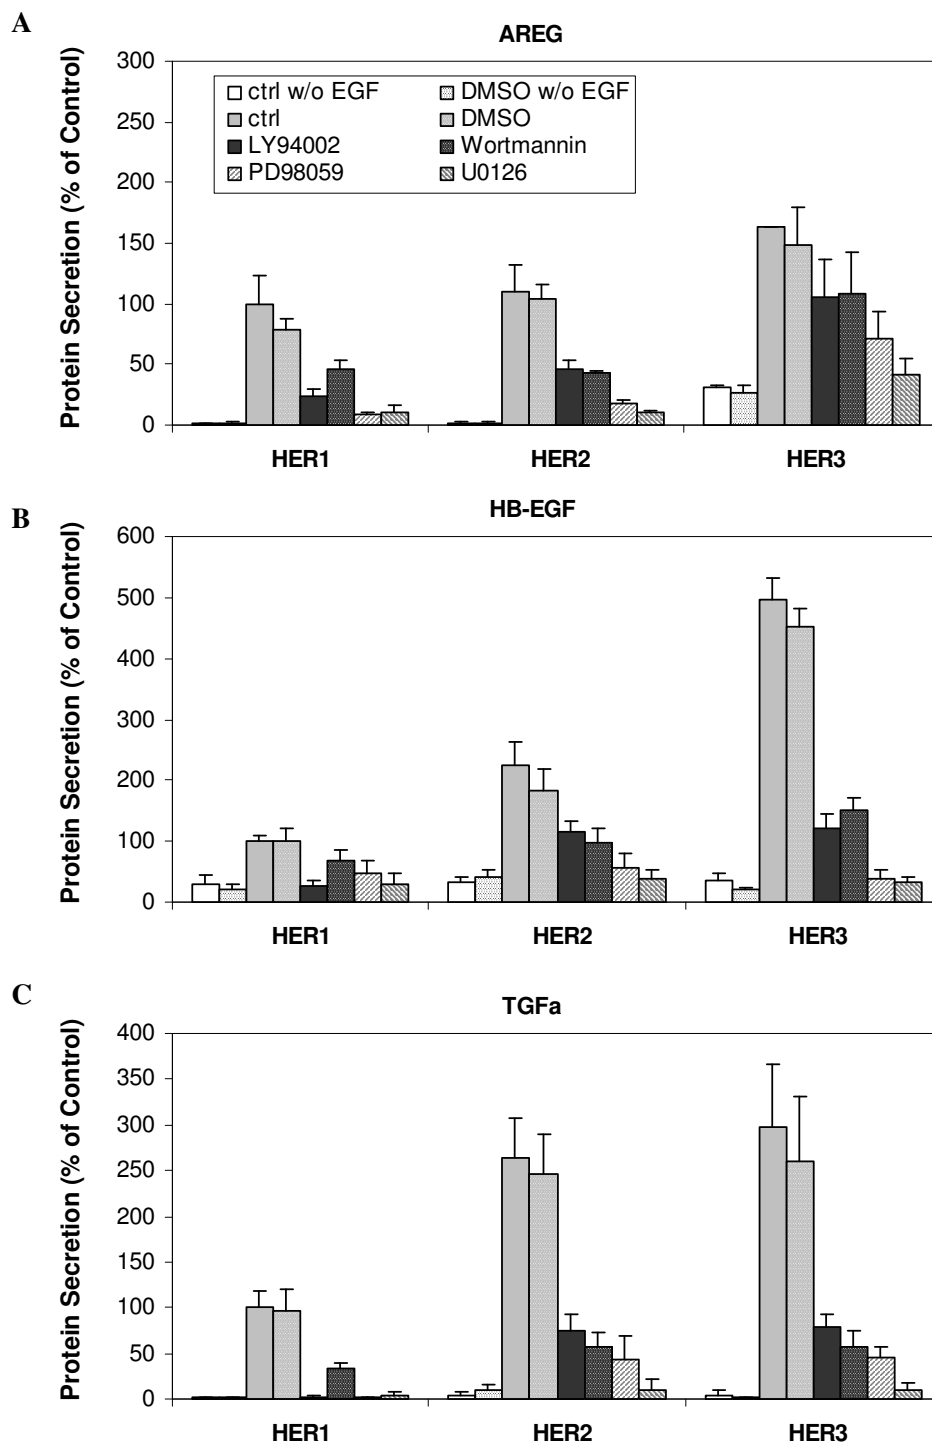 A
AREG
Protein Secretion (% of Control)
300
250
200
150
100
50
0
ctrl w/o EGF DMSO w/o EGF
ctrl DMSO
LY94002 Wortmannin
PD98059 U0126
HER1 HER2 HER3
B
HB-EGF
Protein Secretion (% of Control)
600
500
400
300
200
100
0
HER1 HER2 HER3
C
TGFa
Protein Secretion (% of Control)
400
350
300
250
200
150
100
50
0
HER1 HER2 HER3